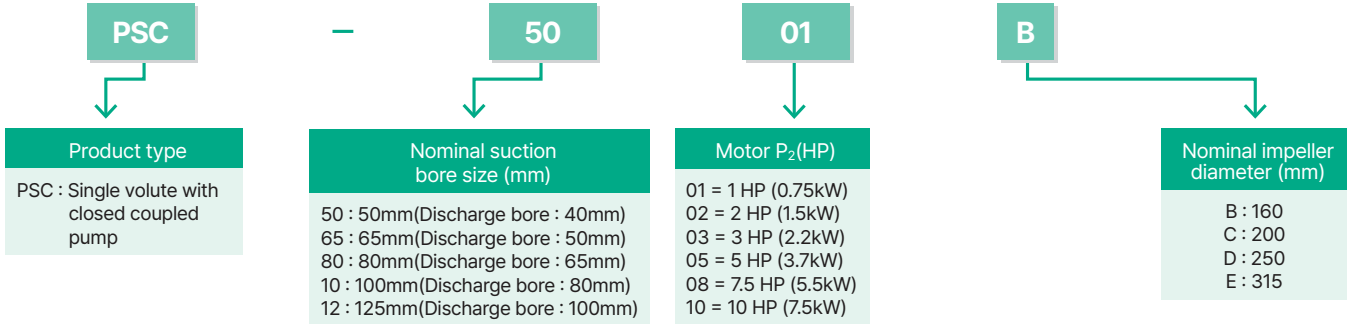 PSC – 50 01 B
Product type
PSC : Single volute with
closed coupled
pump
Nominal suction
bore size (mm)
50 : 50mm(Discharge bore : 40mm)
65 : 65mm(Discharge bore : 50mm)
80 : 80mm(Discharge bore : 65mm)
10 : 100mm(Discharge bore : 80mm)
12 : 125mm(Discharge bore : 100mm)
Motor P₂(HP)
01 = 1 HP (0.75kW)
02 = 2 HP (1.5kW)
03 = 3 HP (2.2kW)
05 = 5 HP (3.7kW)
08 = 7.5 HP (5.5kW)
10 = 10 HP (7.5kW)
Nominal impeller
diameter (mm)
B : 160
C : 200
D : 250
E : 315